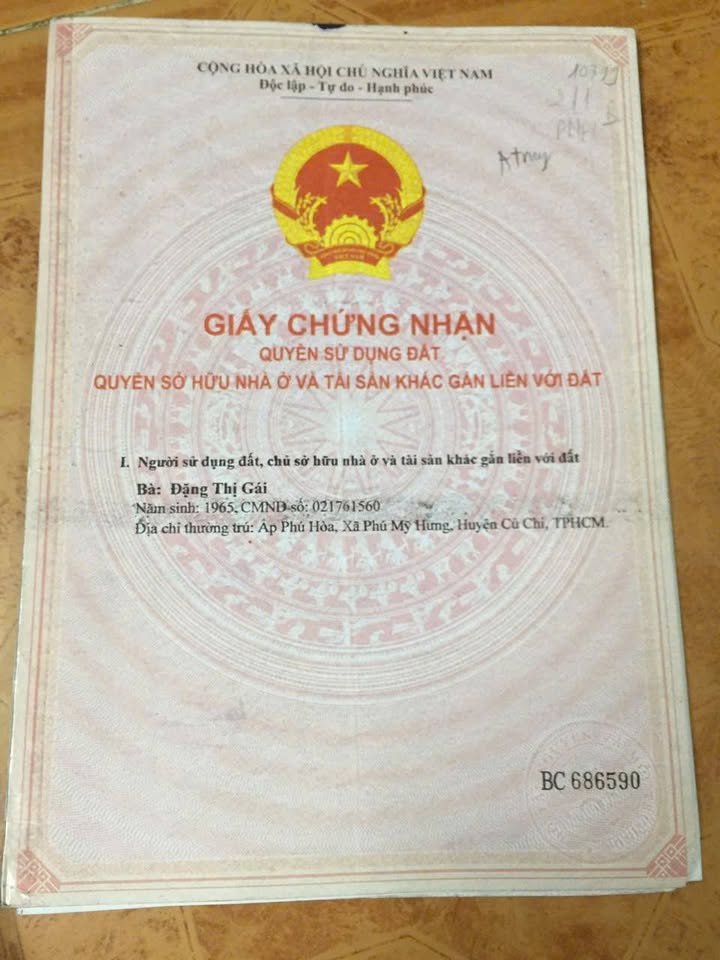 CỘNG HÒA XÃ HỘI CHỦ NGHĨA VIỆT NAM
Độc lập - Tự do - Hạnh phúc
GIẤY CHỨNG NHẬN
QUYỀN SỬ DỤNG ĐẤT
QUYỀN SỞ HỮU NHÀ Ở VÀ TÀI SẢN KHÁC GẮN LIỀN VỚI ĐẤT
I. Người sử dụng đất, chủ sở hữu nhà ở và tài sản khác gắn liền với đất
Bà: Đặng Thị Gái
Năm sinh: 1965, CMND số: 021761560
Địa chỉ thường trú: Ấp Phú Hòa, Xã Phú Mỹ Hưng, Huyện Củ Chi, TPHCM.
BC 686590